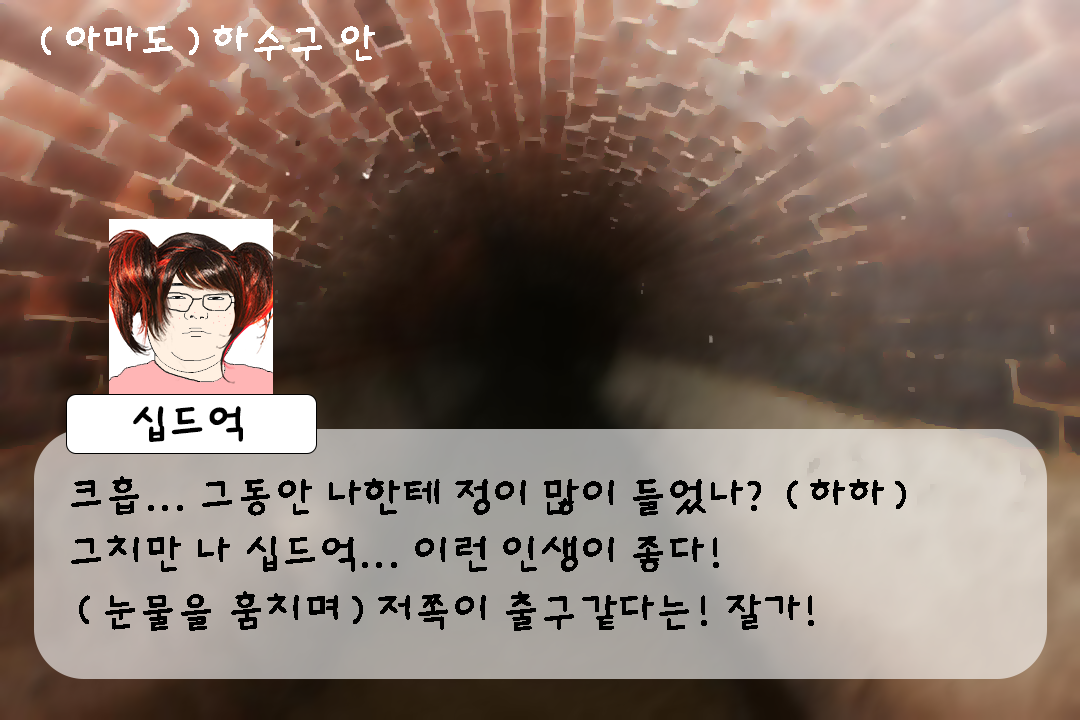 (아마도)하수구 안
십드억
크흡... 그동안 나한테 정이 많이 들었나? (하하)
그치만 나 십드억... 이런 인생이 좋다!
(눈물을 훔치며)저쪽이 출구같다는! 잘가!